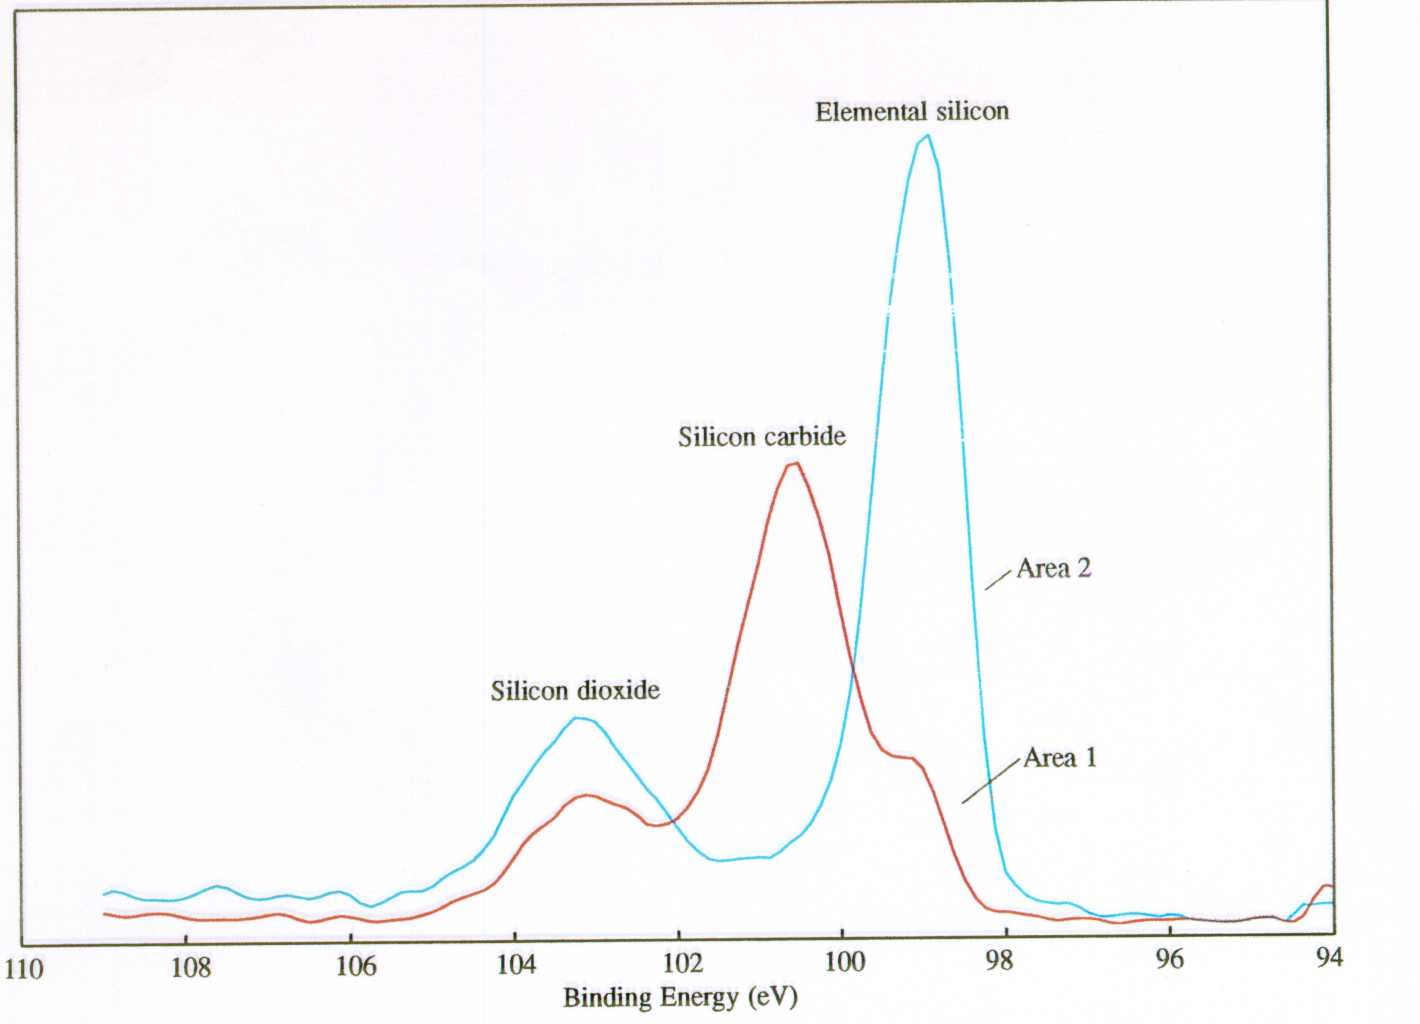 Elemental silicon
Silicon carbide
Area 2
Silicon dioxide
Area 1
110 108 106 104 102 100 98 96 94
Binding Energy (eV)